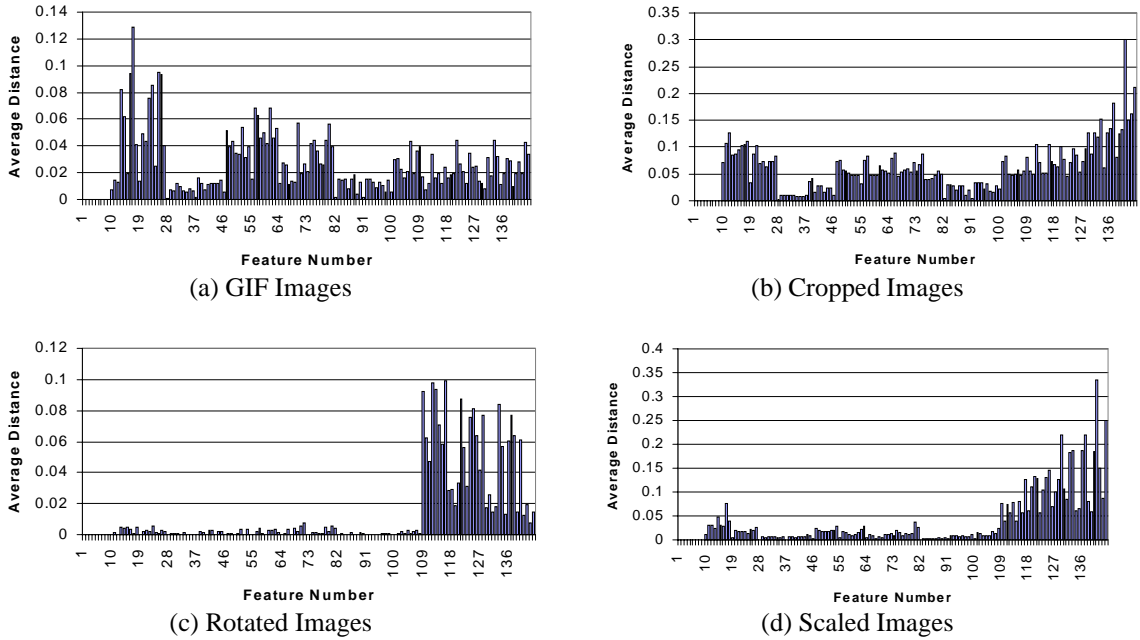 0.14
0.12
0.1
0.08
0.06
0.04
0.02
0
Average Distance
1 10 19 28 37 46 55 64 73 82 91 100 109 118 127 136
Feature Number
(a) GIF Images
0.35
0.3
0.25
0.2
0.15
0.1
0.05
0
Average Distance
1 10 19 28 37 46 55 64 73 82 91 100 109 118 127 136
Feature Number
(b) Cropped Images
0.12
0.1
0.08
0.06
0.04
0.02
0
Average Distance
1 10 19 28 37 46 55 64 73 82 91 100 109 118 127 136
Feature Number
(c) Rotated Images
0.4
0.35
0.3
0.25
0.2
0.15
0.1
0.05
0
Average Distance
1 10 19 28 37 46 55 64 73 82 91 100 109 118 127 136
Feature Number
(d) Scaled Images